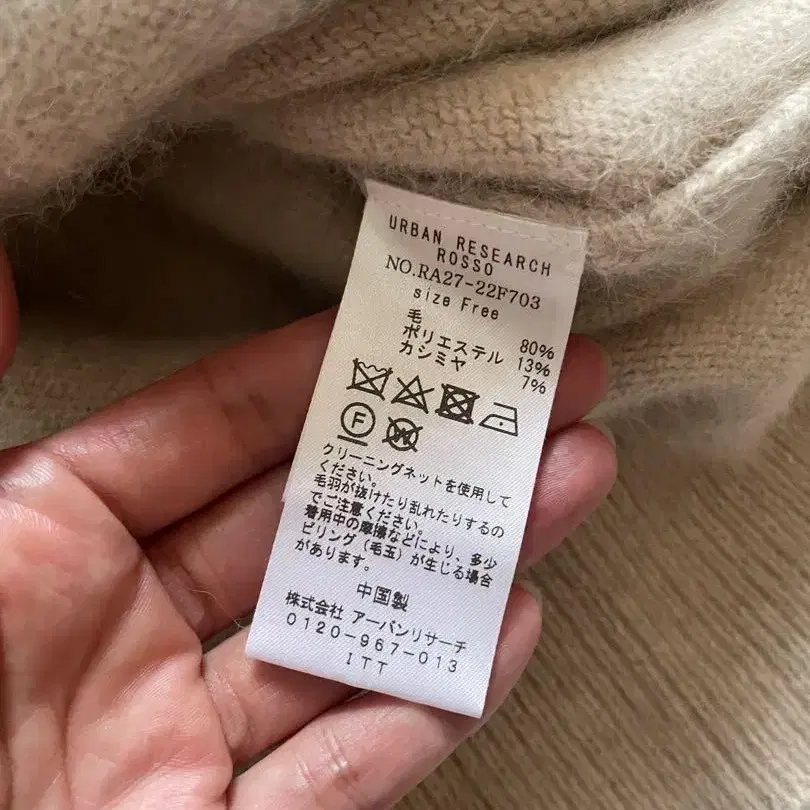 URBAN RESEARCH
ROSSO
NO.RA27-22F703
size Free
毛 80%
ポリエステル 13%
カシミヤ 7%
F
W
クリーニングネットを使用して
ください。
毛羽が抜けたり乱れたりするの
でご注意ください。
着用中の摩擦などにより、多少
ピリング(毛玉)が生じる場合
があります。
中国製
株式会社 アーバンリサーチ
0120-967-013
ITT